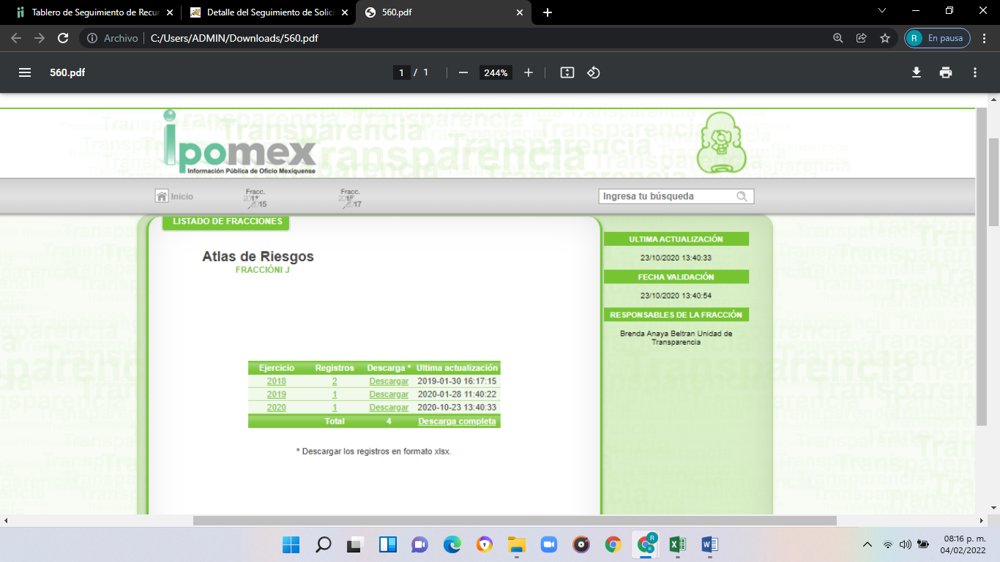 Tablero de Seguimiento de Recur
Detalle del Seguimiento de Solici
560.pdf
Archivo
C:/Users/ADMIN/Downloads/560.pdf
R
En pausa
560.pdf
1 / 1
244%
Transparencia
ipomex
Información Pública de Oficio Mexiquense
Inicio
Fracc.
Fracc.
Ingresa tu búsqueda
LISTADO DE FRACCIONES
Atlas de Riesgos
FRACCIÓNI J
Ejercicio Registros Descarga * Ultima actualización
2018 2 Descargar 2019-01-30 16:17:15
2019 1 Descargar 2020-01-28 11:40:22
2020 1 Descargar 2020-10-23 13:40:33
Total 4 Descarga completa
* Descargar los registros en formato xlsx.
ULTIMA ACTUALIZACIÓN
23/10/2020 13:40:33
FECHA VALIDACIÓN
23/10/2020 13:40:54
RESPONSABLES DE LA FRACCIÓN
Brenda Anaya Beltran Unidad de
Transparencia
08:16 p. m.
04/02/2022